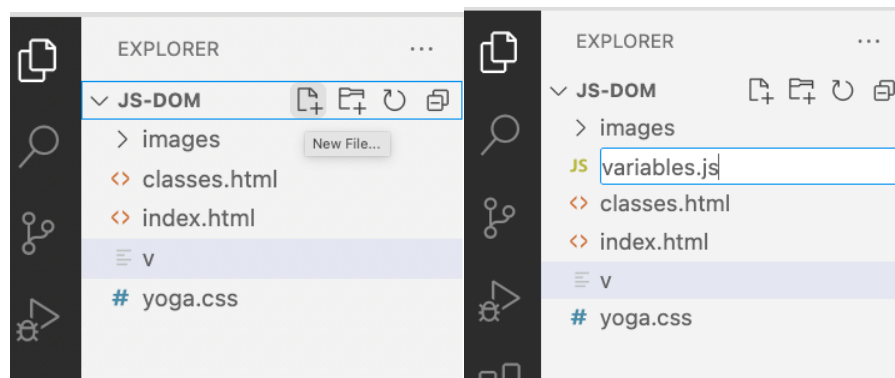 EXPLORER ...
JS-DOM
images
New File...
<> classes.html
<> index.html
v
# yoga.css
EXPLORER ...
JS-DOM
images
JS variables.js
<> classes.html
<> index.html
v
# yoga.css